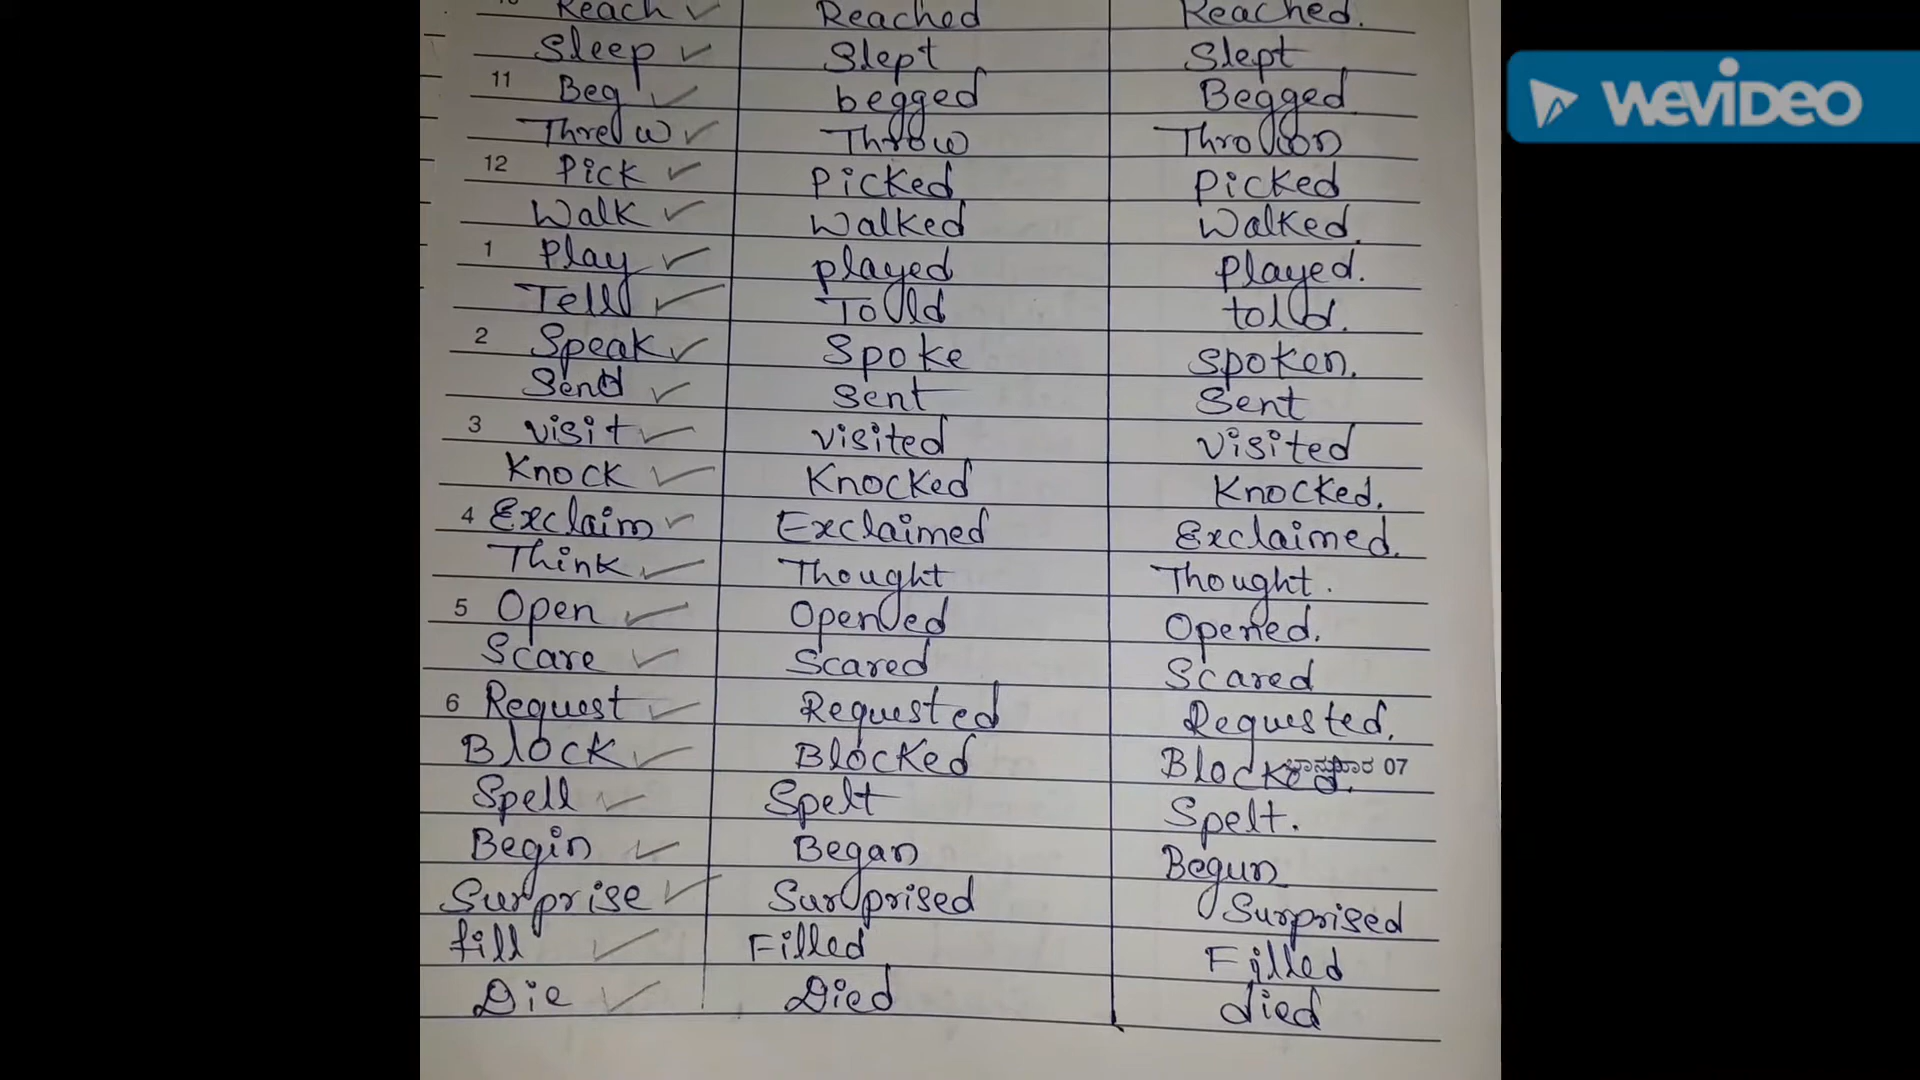 Reach Reached Reached.
Sleep Slept Slept
11 Beg begged Begged
Threw Throw Thrown
12 Pick Picked Picked
Walk Walked Walked.
1 Play played Played.
Tell Told told.
2 Speak Spoke Spoken.
Send Sent Sent
3 visit visited Visited
Knock Knocked Knocked.
4 Exclaim Exclaimed Exclaimed.
Think Thought Thought.
5 Open Opened Opened.
Scare Scared Scared
6 Request Requested Requested.
Block Blocked Blocked. 07
Spell Spelt Spelt.
Begin Began Begun
Surprise Surprised Surprised
fill Filled Filled
Die Died died
WEVIDEO